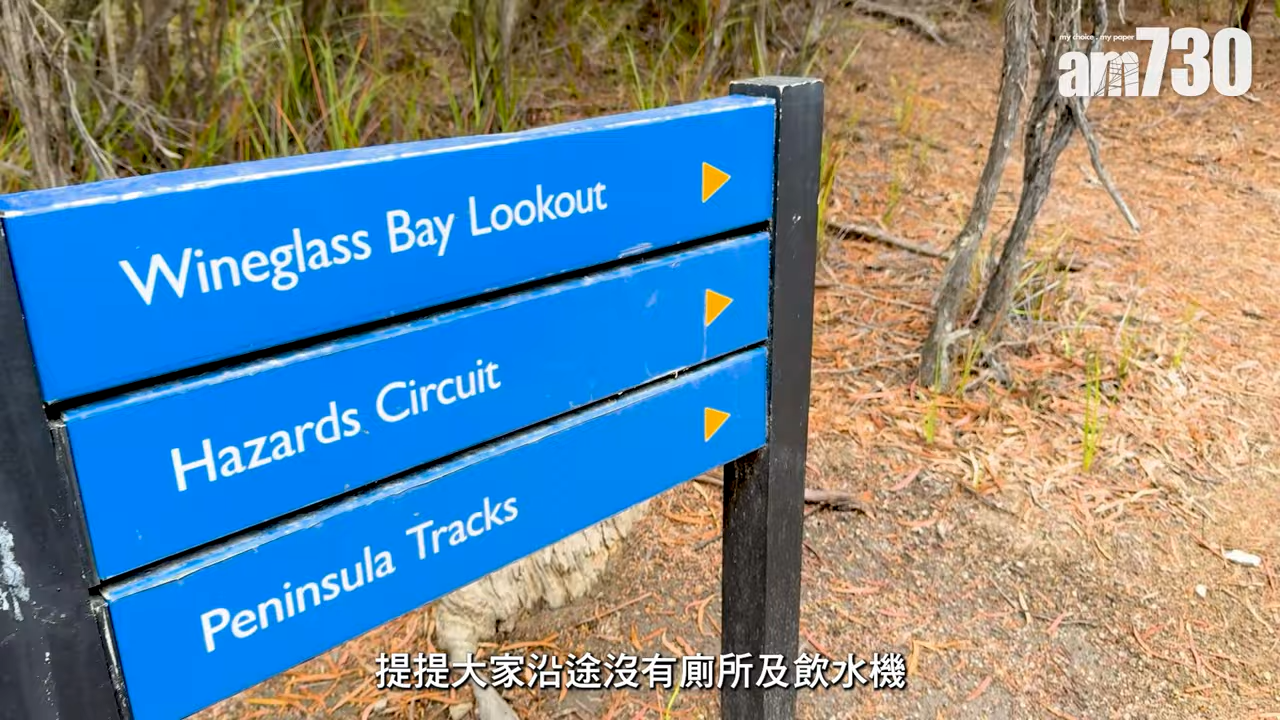 my choice . my paper
am730
Wineglass Bay Lookout
Hazards Circuit
Peninsula Tracks
提提大家沿途沒有廁所及飲水機